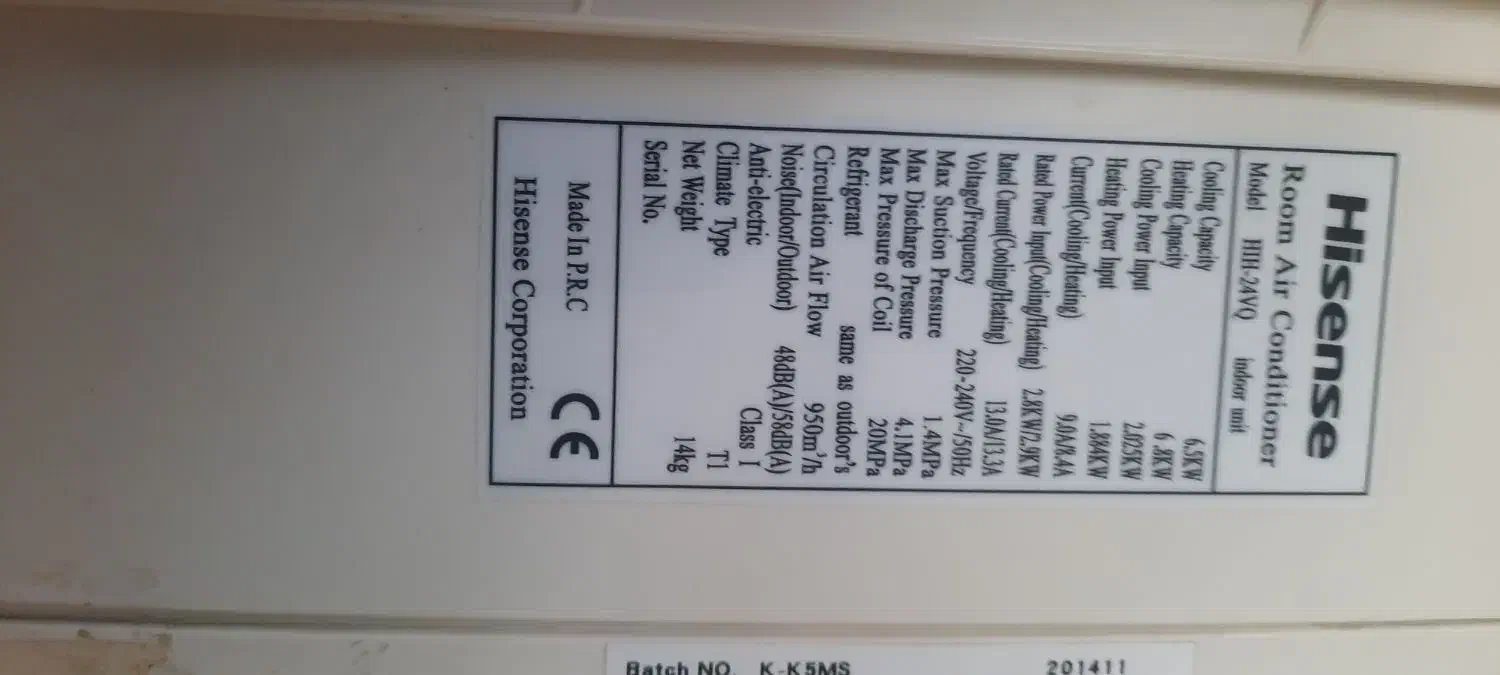 Hisense
Room Air Conditioner
Model HIH-24VQ indoor unit
Cooling Capacity 6.5KW
Heating Capacity 6.8KW
Cooling Power Input 2.025KW
Heating Power Input 1.884KW
Current(Cooling/Heating) 9.0A/8.4A
Rated Power Input(Cooling/Heating) 2.8KW/2.9KW
Rated Current(Cooling/Heating) 13.0A/13.3A
Voltage/Frequency 220-240V~/50Hz
Max Suction Pressure 1.4MPa
Max Discharge Pressure 4.1MPa
Max Pressure of Coil 20MPa
Refrigerant same as outdoor's
Circulation Air Flow 950m³/h
Noise(Indoor/Outdoor) 48dB(A)/58dB(A)
Anti-electric Class I
Climate Type T1
Net Weight 14kg
Serial No.
Made In P.R.C CE
Hisense Corporation
Batch NO. K-K5MS 201411